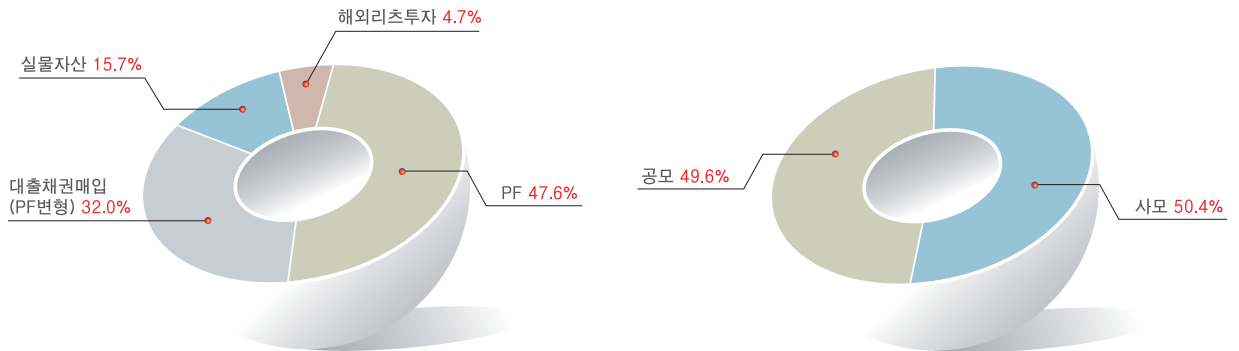 해외리츠투자 4.7%
실물자산 15.7%
대출채권매입
(PF변형) 32.0%
PF 47.6%
공모 49.6%
사모 50.4%